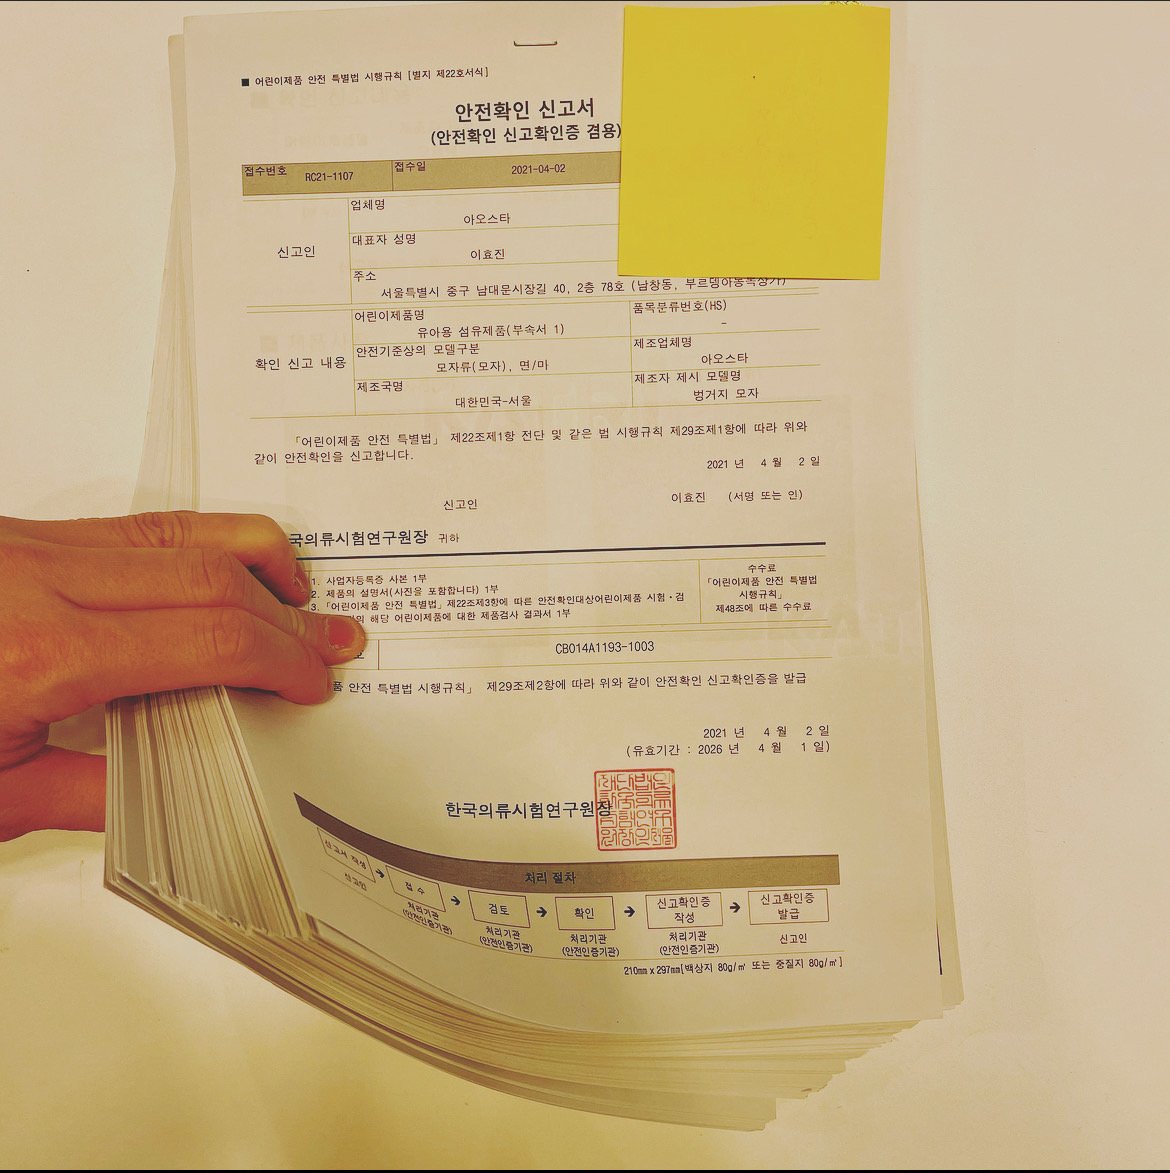 ■ 어린이제품 안전 특별법 시행규칙 [별지 제22호서식]
안전확인 신고서
(안전확인 신고확인증 겸용)
접수번호 RC21-1107 접수일 2021-04-02
신고인
업체명
아오스타
대표자 성명
이효진
주소
서울특별시 중구 남대문시장길 40, 2층 78호 (남창동, 부르뎅아동복상가)
확인 신고 내용
어린이제품명
유아용 섬유제품(부속서 1)
품목분류번호(HS)
–
안전기준상의 모델구분
모자류(모자), 면/마
제조업체명
아오스타
제조국명
대한민국-서울
제조자 제시 모델명
벙거지 모자
「어린이제품 안전 특별법」 제22조제1항 전단 및 같은 법 시행규칙 제29조제1항에 따라 위와
같이 안전확인을 신고합니다.
2021 년 4 월 2 일
신고인 이효진 (서명 또는 인)
국의류시험연구원장 귀하
1. 사업자등록증 사본 1부
2. 제품의 설명서(사진을 포함합니다) 1부
3. 「어린이제품 안전 특별법」 제22조제3항에 따른 안전확인대상어린이제품 시험·검
의 해당 어린이제품에 대한 제품검사 결과서 1부
수수료
「어린이제품 안전 특별법
시행규칙」
제48조에 따른 수수료
호 CB014A1193-1003
품 안전 특별법 시행규칙」 제29조제2항에 따라 위와 같이 안전확인 신고확인증을 발급
2021 년 4 월 2 일
(유효기간 : 2026 년 4 월 1 일)
한국의류시험연구원장
처리 절차
신고서 작성 → 접수 → 검토 → 확인 → 신고확인증 작성 → 신고확인증 발급
신고인 처리기관 (안전인증기관) 처리기관 (안전인증기관) 처리기관 (안전인증기관) 처리기관 (안전인증기관) 신고인
210mm x 297mm[백상지 80g/㎡ 또는 중질지 80g/㎡]